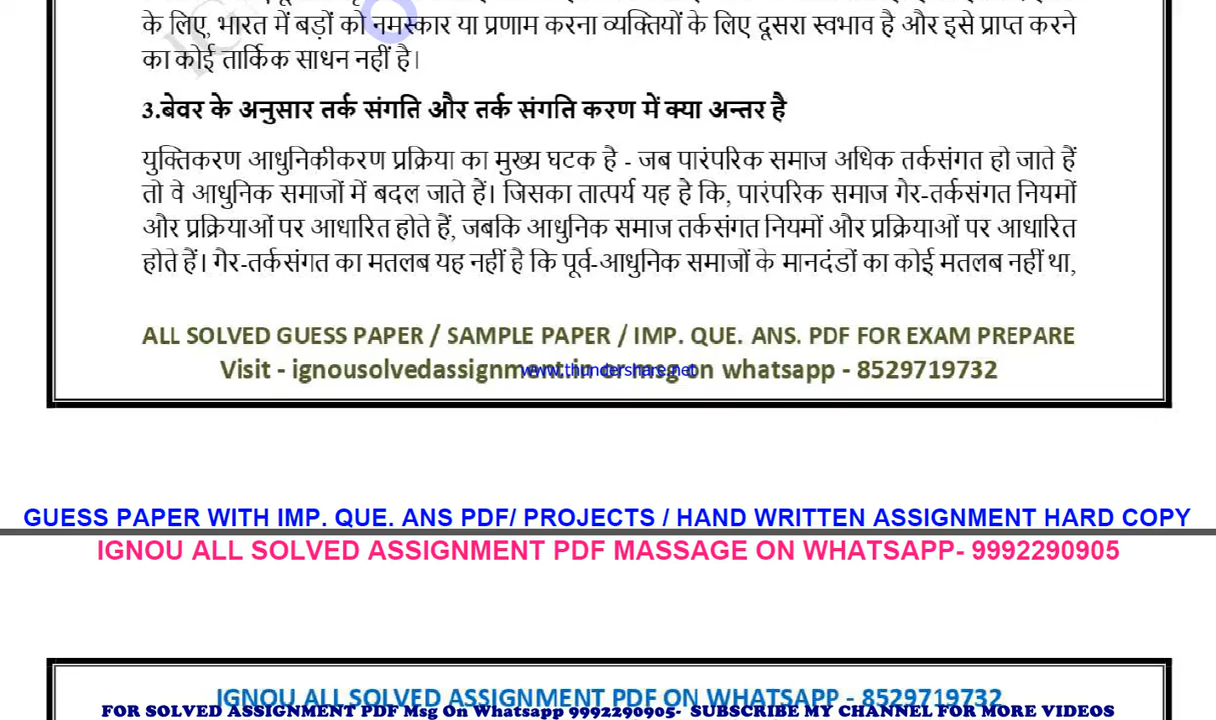 के लिए, भारत में बड़ों को नमस्कार या प्रणाम करना व्यक्तियों के लिए दूसरा स्वभाव है और इसे प्राप्त करने
का कोई तार्किक साधन नहीं है।
3.बेवर के अनुसार तर्क संगति और तर्क संगति करण में क्या अन्तर है
युक्तिकरण आधुनिकीकरण प्रक्रिया का मुख्य घटक है - जब पारंपरिक समाज अधिक तर्कसंगत हो जाते हैं
तो वे आधुनिक समाजों में बदल जाते हैं। जिसका तात्पर्य यह है कि, पारंपरिक समाज गेर-तर्कसंगत नियमों
और प्रक्रियाओं पर आधारित होते हैं, जबकि आधुनिक समाज तर्कसंगत नियमों और प्रक्रियाओं पर आधारित
होते हैं। गैर-तर्कसंगत का मतलब यह नहीं है कि पूर्व-आधुनिक समाजों के मानदंडों का कोई मतलब नहीं था,
ALL SOLVED GUESS PAPER / SAMPLE PAPER / IMP. QUE. ANS. PDF FOR EXAM PREPARE
Visit - ignousolvedassignment.in or msg on whatsapp - 8529719732
www.thundershare.net
GUESS PAPER WITH IMP. QUE. ANS PDF/ PROJECTS / HAND WRITTEN ASSIGNMENT HARD COPY
IGNOU ALL SOLVED ASSIGNMENT PDF MASSAGE ON WHATSAPP- 9992290905
IGNOU ALL SOLVED ASSIGNMENT PDF ON WHATSAPP - 8529719732
FOR SOLVED ASSIGNMENT PDF Msg On Whatsapp 9992290905- SUBSCRIBE MY CHANNEL FOR MORE VIDEOS